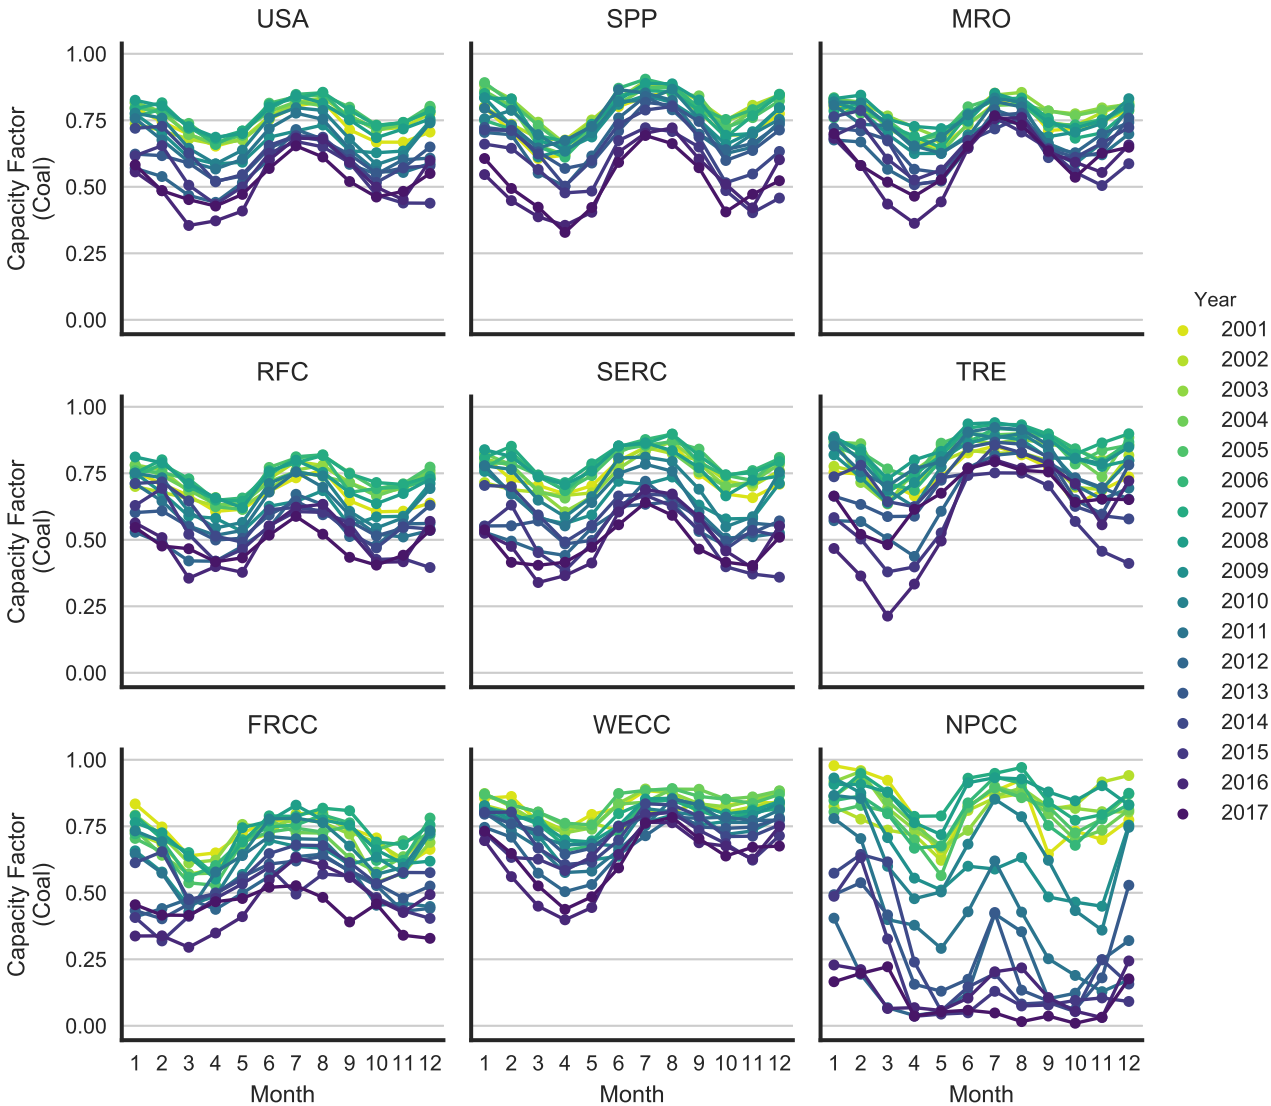 USA SPP MRO
1.00
0.75
0.50
0.25
0.00
Capacity Factor
(Coal)
RFC SERC TRE
1.00
0.75
0.50
0.25
0.00
Capacity Factor
(Coal)
FRCC WECC NPCC
1.00
0.75
0.50
0.25
0.00
Capacity Factor
(Coal)
1 2 3 4 5 6 7 8 9 10 11 12 1 2 3 4 5 6 7 8 9 10 11 12 1 2 3 4 5 6 7 8 9 10 11 12
Month Month Month
Year
2001
2002
2003
2004
2005
2006
2007
2008
2009
2010
2011
2012
2013
2014
2015
2016
2017